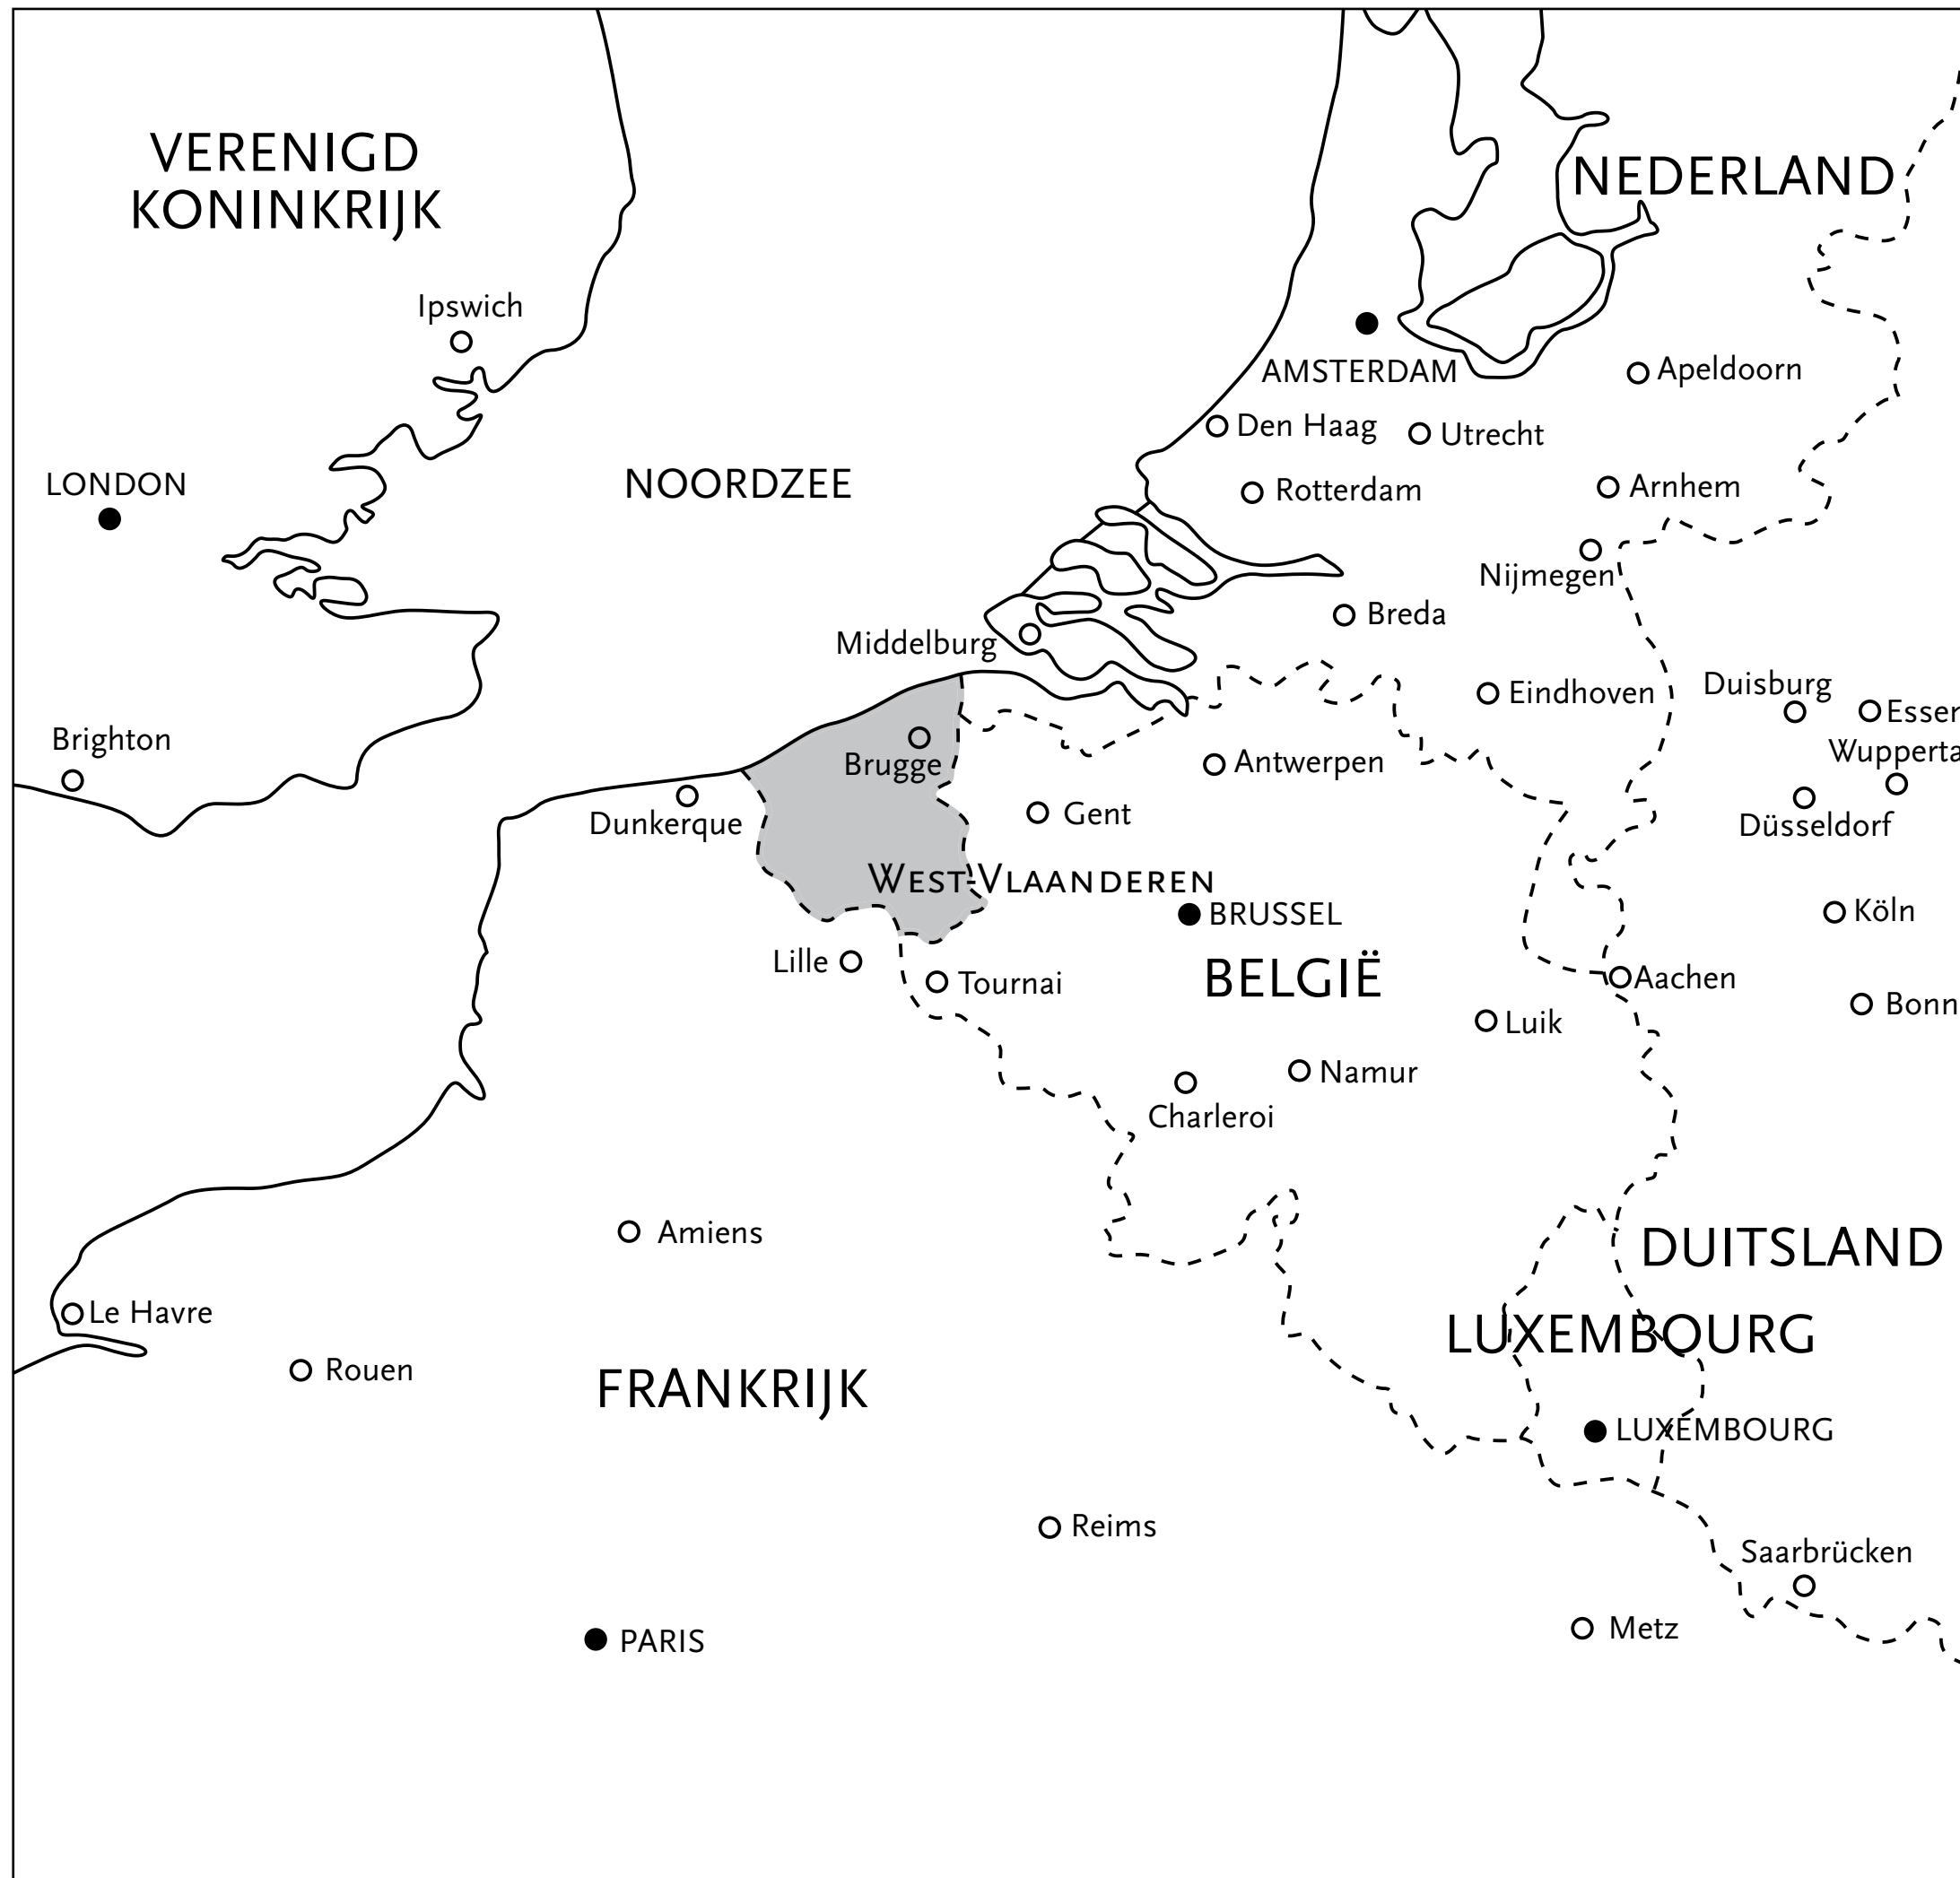 VERENIGD
KONINKRIJK
NEDERLAND
Ipswich
AMSTERDAM
Apeldoorn
Den Haag
Utrecht
LONDON
NOORDZEE
Rotterdam
Arnhem
Nijmegen
Breda
Middelburg
Eindhoven
Duisburg
Essen
Brighton
Brugge
Antwerpen
Wupperta
Dunkerque
Gent
Düsseldorf
WEST-VLAANDEREN
BRUSSEL
Köln
Lille
Tournai
BELGIË
Aachen
Bonn
Luik
Namur
Charleroi
Amiens
DUITSLAND
Le Havre
LUXEMBOURG
Rouen
FRANKRIJK
LUXEMBOURG
Reims
Saarbrücken
PARIS
Metz